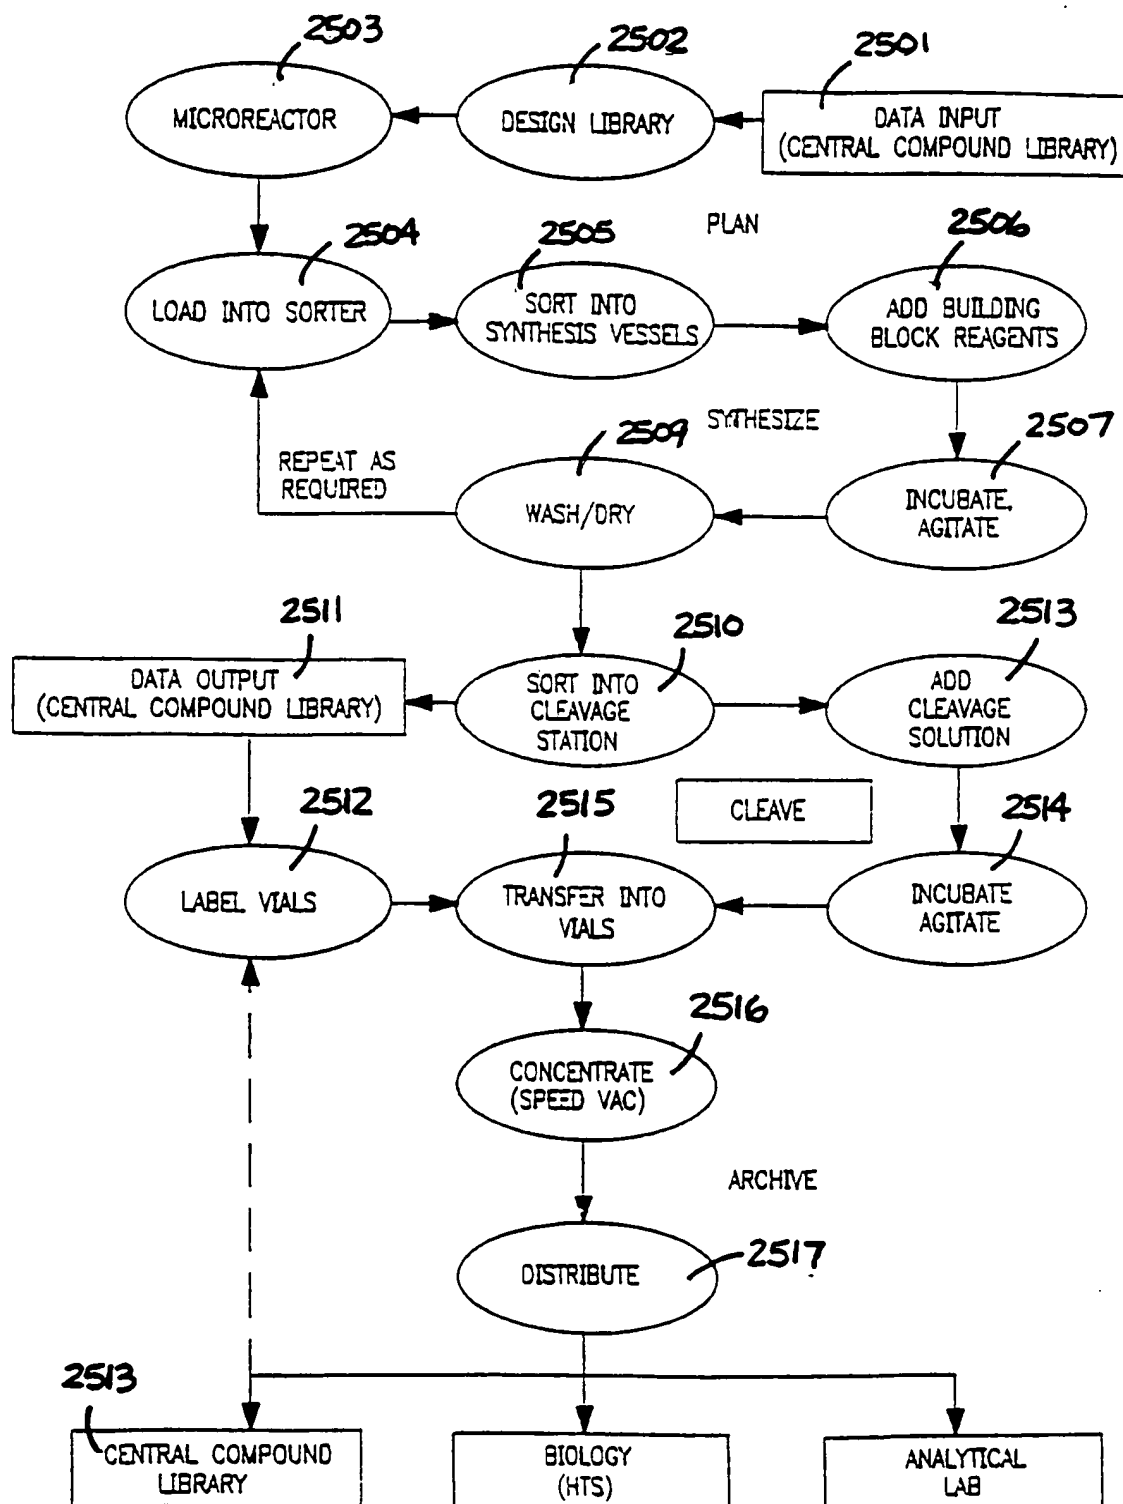 2503
2502
2501
MICROREACTOR
DESIGN LIBRARY
DATA INPUT
(CENTRAL COMPOUND LIBRARY)
PLAN
2504
2505
2506
LOAD INTO SORTER
SORT INTO
SYNTHESIS VESSELS
ADD BUILDING
BLOCK REAGENTS
SYTHESIZE
2509
2507
REPEAT AS
REQUIRED
WASH/DRY
INCUBATE,
AGITATE
2511
2510
2513
DATA OUTPUT
(CENTRAL COMPOUND LIBRARY)
SORT INTO
CLEAVAGE
STATION
ADD
CLEAVAGE
SOLUTION
CLEAVE
2512
2515
2514
LABEL VIALS
TRANSFER INTO
VIALS
INCUBATE
AGITATE
2516
CONCENTRATE
(SPEED VAC)
ARCHIVE
2517
DISTRIBUTE
2513
CENTRAL COMPOUND
LIBRARY
BIOLOGY
(HTS)
ANALYTICAL
LAB